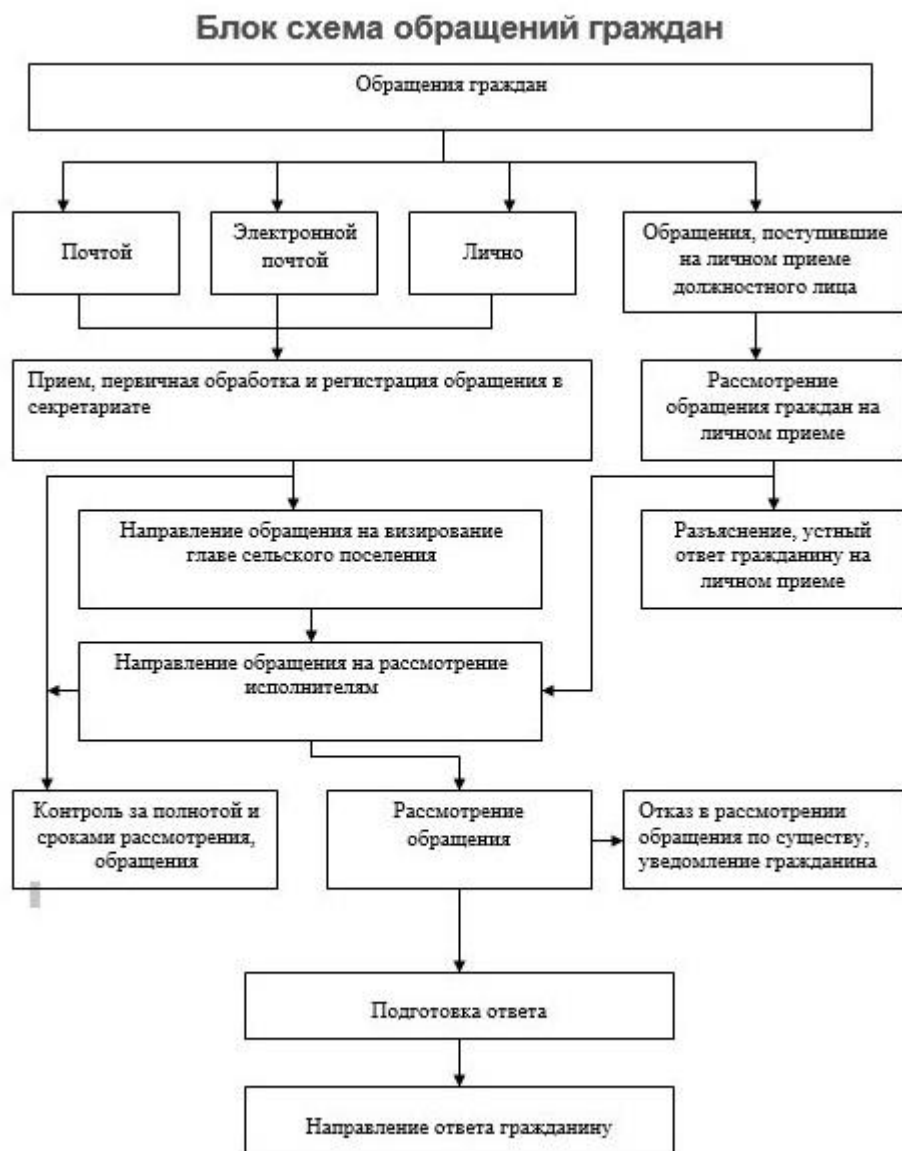 Блок схема обращений граждан
Обращения граждан
Почтой
Электронной
почтой
Лично
Обращения, поступившие
на личном приеме
должностного лица
Прием, первичная обработка и регистрация обращения в
секретариате
Рассмотрение
обращения граждан на
личном приеме
Направление обращения на визирование
главе сельского поселения
Разъяснение, устный
ответ гражданину на
личном приеме
Направление обращения на рассмотрение
исполнителям
Контроль за полнотой и
сроками рассмотрения,
обращения
Рассмотрение
обращения
Отказ в рассмотрении
обращения по существу,
уведомление гражданина
Подготовка ответа
Направление ответа гражданину